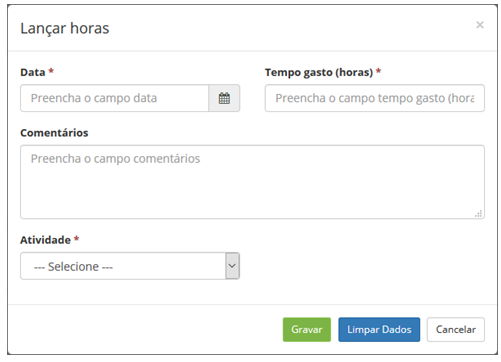 Lançar horas ×
Data * Tempo gasto (horas) *
Preencha o campo data Preencha o campo tempo gasto (hora
Comentários
Preencha o campo comentários
Atividade *
--- Selecione ---
Gravar Limpar Dados Cancelar